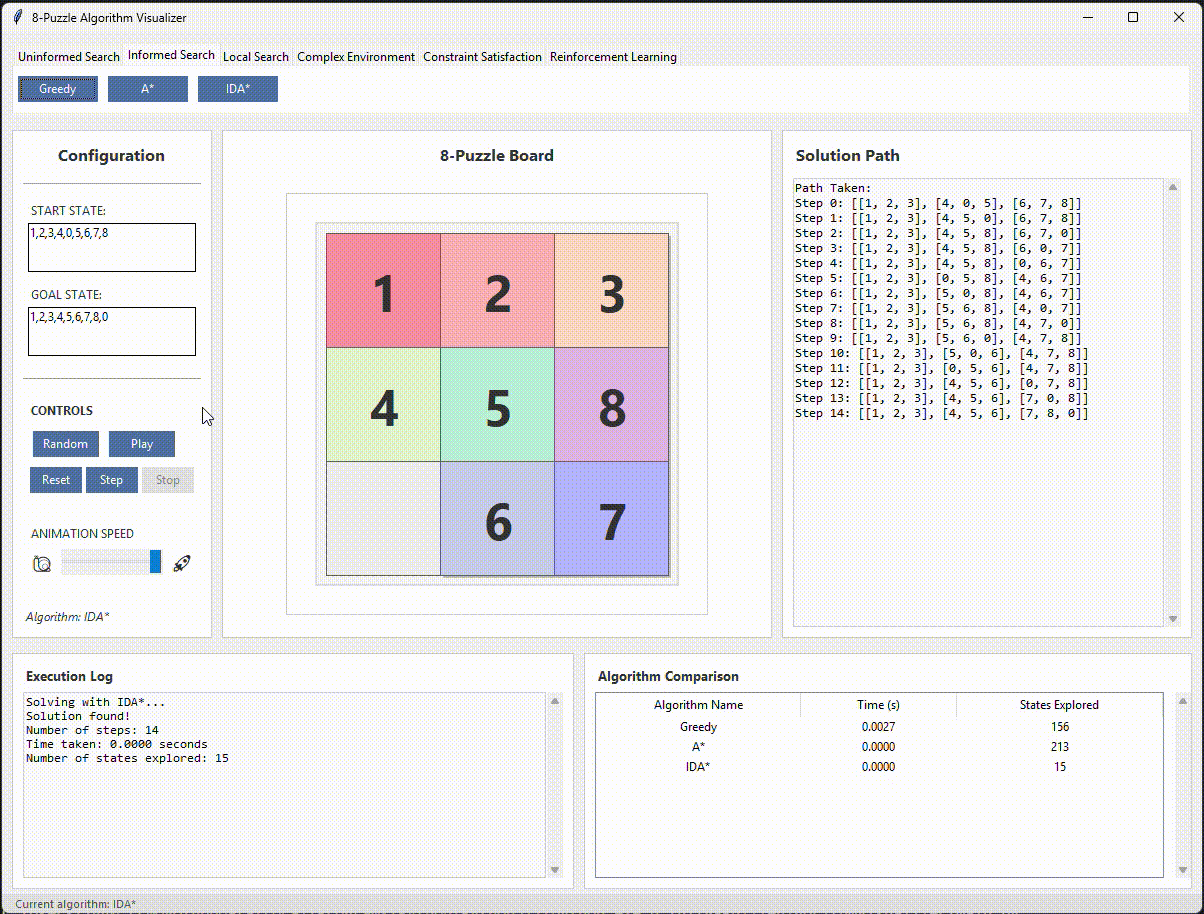 8-Puzzle Algorithm Visualizer
Uninformed Search Informed Search Local Search Complex Environment Constraint Satisfaction Reinforcement Learning
Greedy A* IDA*
Configuration
START STATE:
1,2,3,4,0,5,6,7,8
GOAL STATE:
1,2,3,4,5,6,7,8,0
CONTROLS
Random Play
Reset Step Stop
ANIMATION SPEED
Algorithm: IDA*
8-Puzzle Board
1 2 3
4 5 8
6 7
Solution Path
Path Taken:
Step 0: [[1, 2, 3], [4, 0, 5], [6, 7, 8]]
Step 1: [[1, 2, 3], [4, 5, 0], [6, 7, 8]]
Step 2: [[1, 2, 3], [4, 5, 8], [6, 7, 0]]
Step 3: [[1, 2, 3], [4, 5, 8], [6, 0, 7]]
Step 4: [[1, 2, 3], [4, 5, 8], [0, 6, 7]]
Step 5: [[1, 2, 3], [0, 5, 8], [4, 6, 7]]
Step 6: [[1, 2, 3], [5, 0, 8], [4, 6, 7]]
Step 7: [[1, 2, 3], [5, 6, 8], [4, 0, 7]]
Step 8: [[1, 2, 3], [5, 6, 8], [4, 7, 0]]
Step 9: [[1, 2, 3], [5, 6, 0], [4, 7, 8]]
Step 10: [[1, 2, 3], [5, 0, 6], [4, 7, 8]]
Step 11: [[1, 2, 3], [0, 5, 6], [4, 7, 8]]
Step 12: [[1, 2, 3], [4, 5, 6], [0, 7, 8]]
Step 13: [[1, 2, 3], [4, 5, 6], [7, 0, 8]]
Step 14: [[1, 2, 3], [4, 5, 6], [7, 8, 0]]
Execution Log
Solving with IDA*...
Solution found!
Number of steps: 14
Time taken: 0.0000 seconds
Number of states explored: 15
Algorithm Comparison
Algorithm Name Time (s) States Explored
Greedy 0.0027 156
A* 0.0000 213
IDA* 0.0000 15
Current algorithm: IDA*